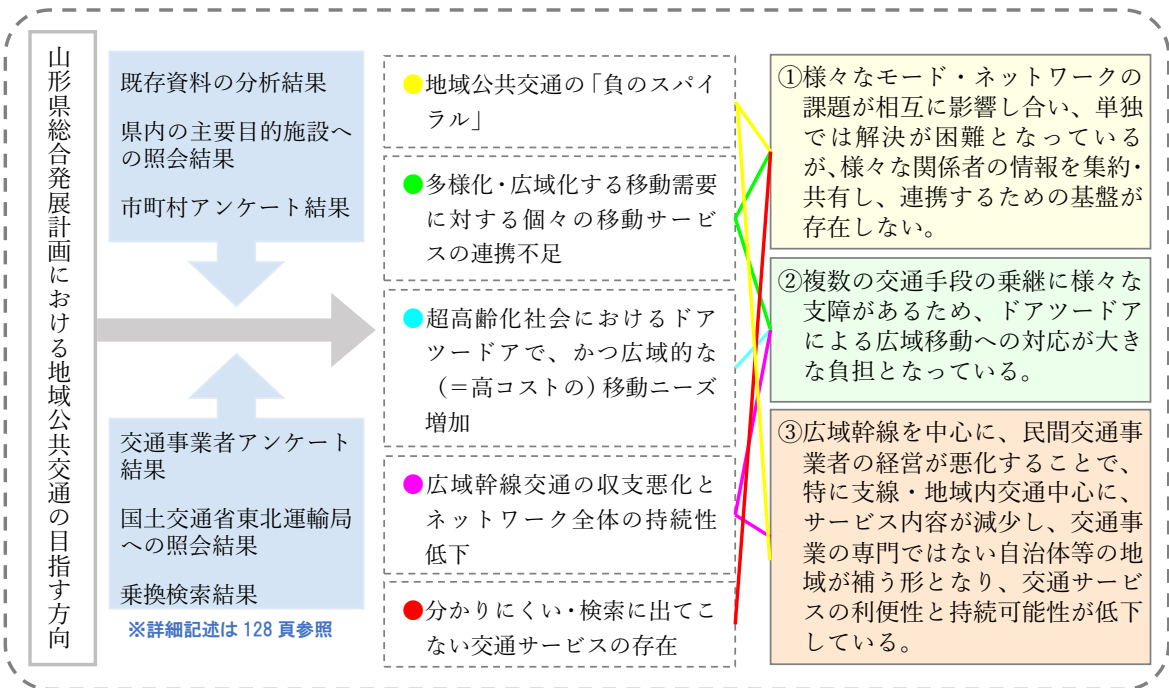 山形県総合発展計画における地域公共交通の目指す方向
既存資料の分析結果
県内の主要目的施設へ
の照会結果
市町村アンケート結果
交通事業者アンケート
結果
国土交通省東北運輸局
への照会結果
乗換検索結果
※詳細記述は 128 頁参照
●地域公共交通の「負のスパイ
ラル」
●多様化・広域化する移動需要
に対する個々の移動サービ
スの連携不足
●超高齢化社会におけるドア
ツードアで、かつ広域的な
（＝高コストの）移動ニーズ
増加
●広域幹線交通の収支悪化と
ネットワーク全体の持続性
低下
●分かりにくい・検索に出てこ
ない交通サービスの存在
①様々なモード・ネットワークの
課題が相互に影響し合い、単独
では解決が困難となっている
が、様々な関係者の情報を集約・
共有し、連携するための基盤が
存在しない。
②複数の交通手段の乗継に様々な
支障があるため、ドアツードア
による広域移動への対応が大き
な負担となっている。
③広域幹線を中心に、民間交通事
業者の経営が悪化することで、
特に支線・地域内交通中心に、
サービス内容が減少し、交通事
業の専門ではない自治体等の地
域が補う形となり、交通サービ
スの利便性と持続可能性が低下
している。